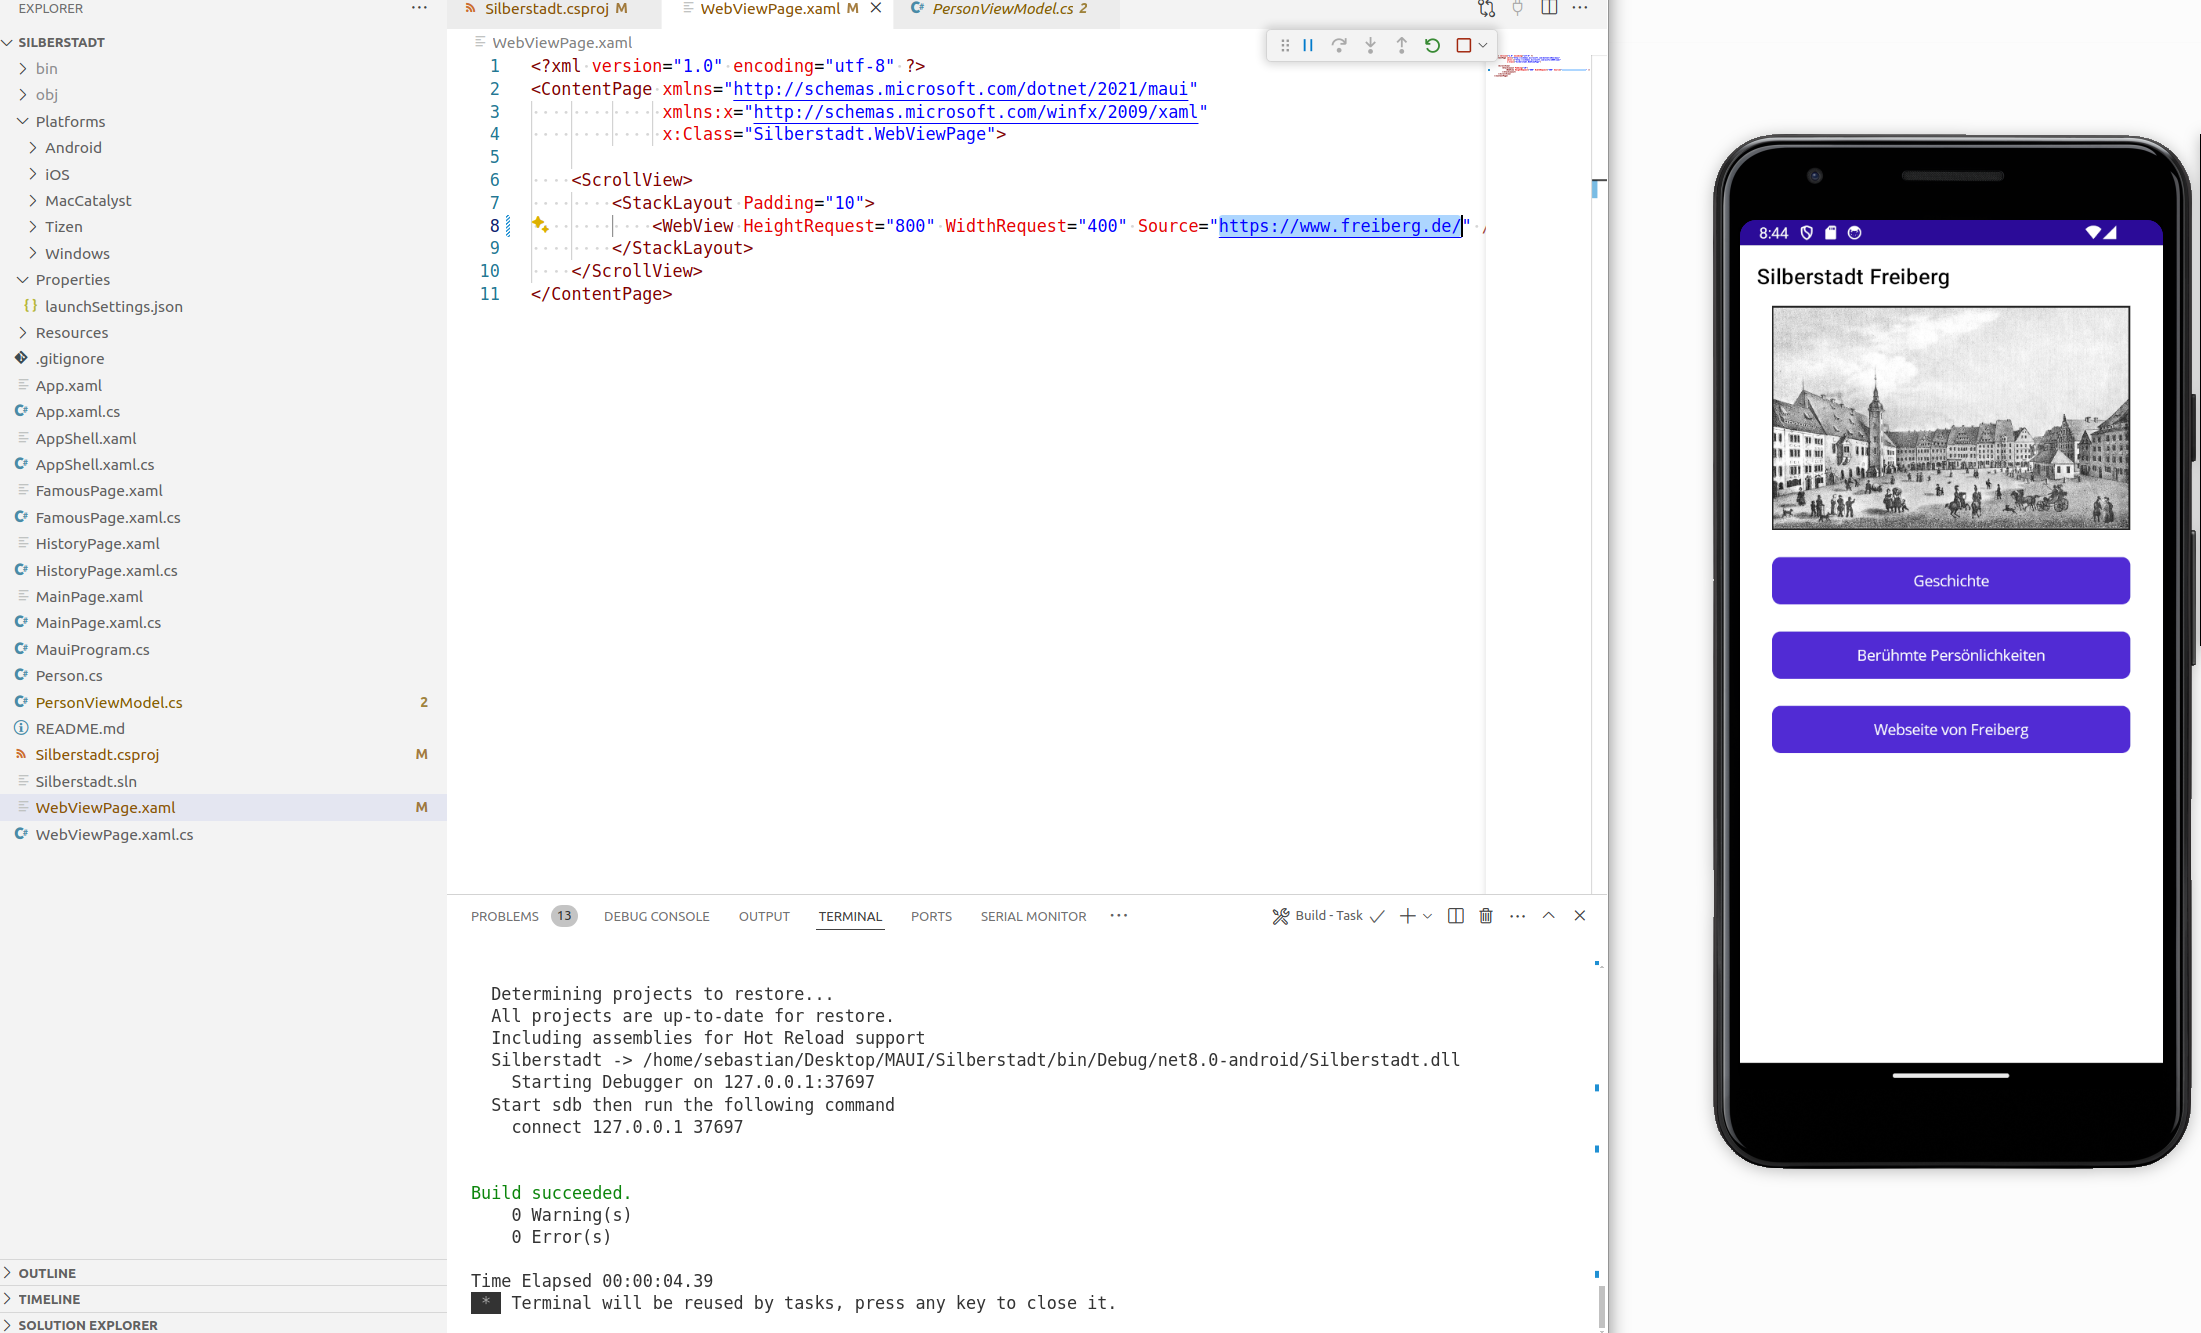 EXPLORER
SILBERSTADT
bin
obj
Platforms
Android
iOS
MacCatalyst
Tizen
Windows
Properties
{} launchSettings.json
Resources
.gitignore
App.xaml
App.xaml.cs
AppShell.xaml
AppShell.xaml.cs
FamousPage.xaml
FamousPage.xaml.cs
HistoryPage.xaml
HistoryPage.xaml.cs
MainPage.xaml
MainPage.xaml.cs
MauiProgram.cs
Person.cs
PersonViewModel.cs 2
README.md
Silberstadt.csproj M
Silberstadt.sln
WebViewPage.xaml M
WebViewPage.xaml.cs
OUTLINE
TIMELINE
SOLUTION EXPLORER
Silberstadt.csproj M WebViewPage.xaml M PersonViewModel.cs 2
WebViewPage.xaml
1 <?xml version="1.0" encoding="utf-8" ?>
2 <ContentPage xmlns="http://schemas.microsoft.com/dotnet/2021/maui"
3 xmlns:x="http://schemas.microsoft.com/winfx/2009/xaml"
4 x:Class="Silberstadt.WebViewPage">
5
6 <ScrollView>
7 <StackLayout Padding="10">
8 <WebView HeightRequest="800" WidthRequest="400" Source="https://www.freiberg.de/" /
9 </StackLayout>
10 </ScrollView>
11 </ContentPage>
PROBLEMS 13 DEBUG CONSOLE OUTPUT TERMINAL PORTS SERIAL MONITOR Build - Task
Determining projects to restore...
All projects are up-to-date for restore.
Including assemblies for Hot Reload support
Silberstadt -> /home/sebastian/Desktop/MAUI/Silberstadt/bin/Debug/net8.0-android/Silberstadt.dll
Starting Debugger on 127.0.0.1:37697
Start sdb then run the following command
connect 127.0.0.1 37697
Build succeeded.
0 Warning(s)
0 Error(s)
Time Elapsed 00:00:04.39
* Terminal will be reused by tasks, press any key to close it.
8:44
Silberstadt Freiberg
Geschichte
Berühmte Persönlichkeiten
Webseite von Freiberg